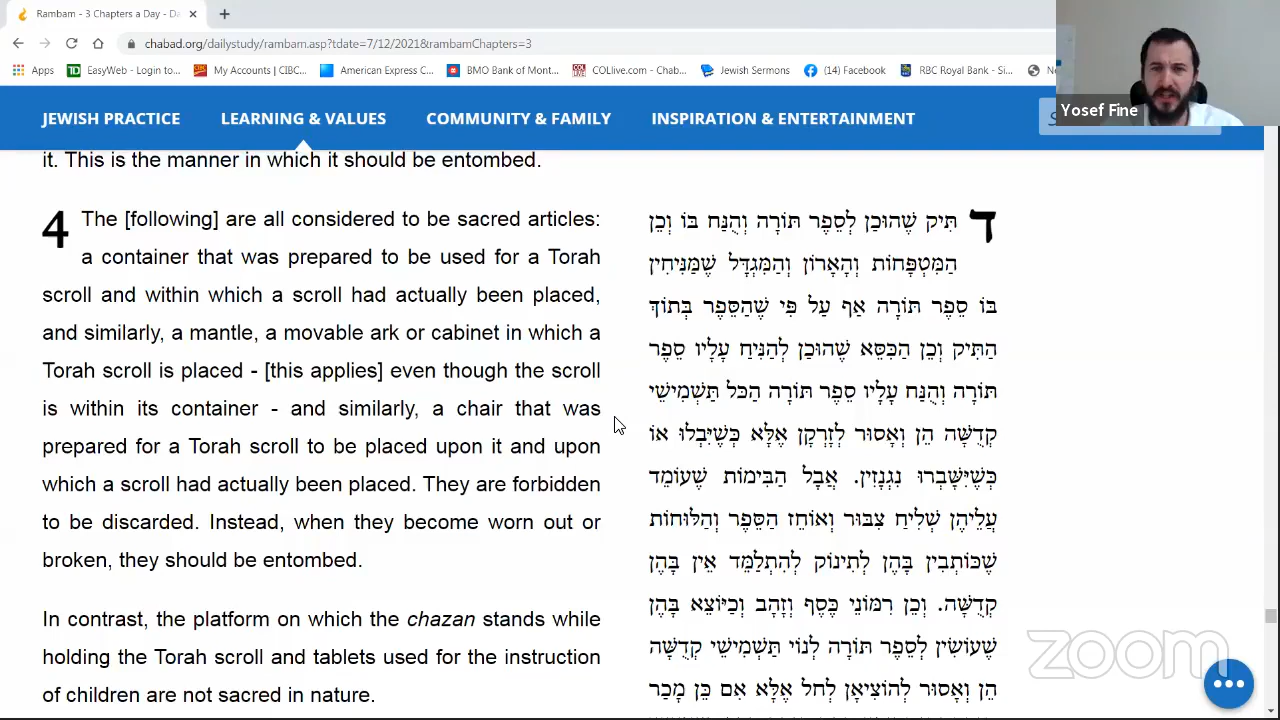 Rambam - 3 Chapters a Day - Da
chabad.org/dailystudy/rambam.asp?tdate=7/12/2021&rambamChapters=3
Apps EasyWeb - Login to... My Accounts | CIBC... American Express C... BMO Bank of Mont... COLlive.com - Chab... Jewish Sermons (14) Facebook RBC Royal Bank - Si...
Yosef Fine
JEWISH PRACTICE LEARNING & VALUES COMMUNITY & FAMILY INSPIRATION & ENTERTAINMENT
it. This is the manner in which it should be entombed.
4 The [following] are all considered to be sacred articles:
a container that was prepared to be used for a Torah
scroll and within which a scroll had actually been placed,
and similarly, a mantle, a movable ark or cabinet in which a
Torah scroll is placed - [this applies] even though the scroll
is within its container - and similarly, a chair that was
prepared for a Torah scroll to be placed upon it and upon
which a scroll had actually been placed. They are forbidden
to be discarded. Instead, when they become worn out or
broken, they should be entombed.
In contrast, the platform on which the chazan stands while
holding the Torah scroll and tablets used for the instruction
of children are not sacred in nature.
ד תִּיק שֶׁהוּכַן לְסֵפֶר תּוֹרָה וְהֻנַּח בּוֹ וְכֵן
הַמִּטְפָּחוֹת וְהָאָרוֹן וְהַמִּגְדָּל שֶׁמַּנִּיחִין
בּוֹ סֵפֶר תּוֹרָה אַף עַל פִּי שֶׁהַסֵּפֶר בְּתוֹךְ
הַתִּיק וְכֵן הַכִּסֵּא שֶׁהוּכַן לְהַנִּיחַ עָלָיו סֵפֶר
תּוֹרָה וְהֻנַּח עָלָיו סֵפֶר תּוֹרָה הַכּל תַּשְׁמִישֵׁי
קְדֻשָּׁה הֵן וְאָסוּר לְזָרְקָן אֶלָּא כְּשֶׁיִּבְלוּ אוֹ
כְּשֶׁיִּשָּׁבְרוּ נִגְנָזִין. אֲבָל הַבִּימוֹת שֶׁעוֹמֵד
עֲלֵיהֶן שְׁלִיחַ צִבּוּר וְאוֹחֵז הַסֵּפֶר וְהַלּוּחוֹת
שֶׁכּוֹתְבִין בָּהֶן לְתִינוֹק לְהִתְלַמֵּד אֵין בָּהֶן
קְדֻשָּׁה. וְכֵן רִמּוֹנֵי כֶּסֶף וְזָהָב וְכַיּוֹצֵא בָּהֶן
שֶׁעוֹשִׂין לְסֵפֶר תּוֹרָה לְנוֹי תַּשְׁמִישֵׁי קְדֻשָּׁה
הֵן וְאָסוּר לְהוֹצִיאָן לְחל אֶלָּא אִם כֵּן מָכַר
zoom